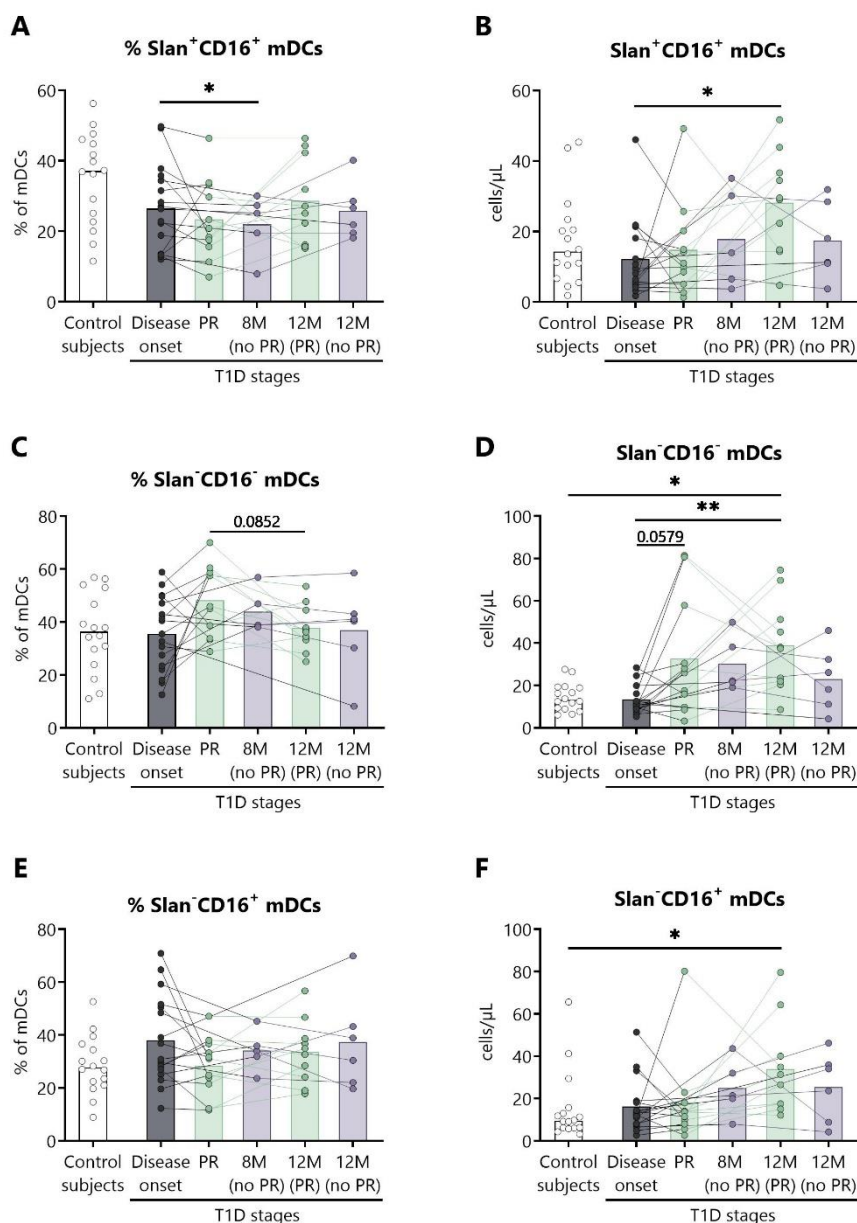 A
% Slan⁺CD16⁺ mDCs
*
% of mDCs
60
40
20
0
Control subjects
Disease onset
PR
8M (no PR)
12M (PR)
12M (no PR)
T1D stages
B
Slan⁺CD16⁺ mDCs
*
cells/µL
60
40
20
0
Control subjects
Disease onset
PR
8M (no PR)
12M (PR)
12M (no PR)
T1D stages
C
% Slan⁻CD16⁻ mDCs
0.0852
% of mDCs
80
60
40
20
0
Control subjects
Disease onset
PR
8M (no PR)
12M (PR)
12M (no PR)
T1D stages
D
Slan⁻CD16⁻ mDCs
*
**
0.0579
cells/µL
100
80
60
40
20
0
Control subjects
Disease onset
PR
8M (no PR)
12M (PR)
12M (no PR)
T1D stages
E
% Slan⁻CD16⁺ mDCs
% of mDCs
80
60
40
20
0
Control subjects
Disease onset
PR
8M (no PR)
12M (PR)
12M (no PR)
T1D stages
F
Slan⁻CD16⁺ mDCs
*
cells/µL
100
80
60
40
20
0
Control subjects
Disease onset
PR
8M (no PR)
12M (PR)
12M (no PR)
T1D stages